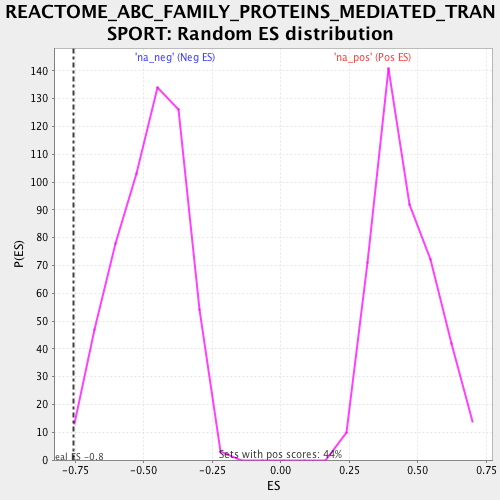 REACTOME_ABC_FAMILY_PROTEINS_MEDIATED_TRAN
SPORT: Random ES distribution
'na_neg' (Neg ES)
'na_pos' (Pos ES)
140
130
120
110
100
90
80
70
60
50
40
30
20
10
0
P(ES)
eal ES -0.8
Sets with pos scores: 44%
-0.75
-0.50
-0.25
0.00
0.25
0.50
0.75
ES